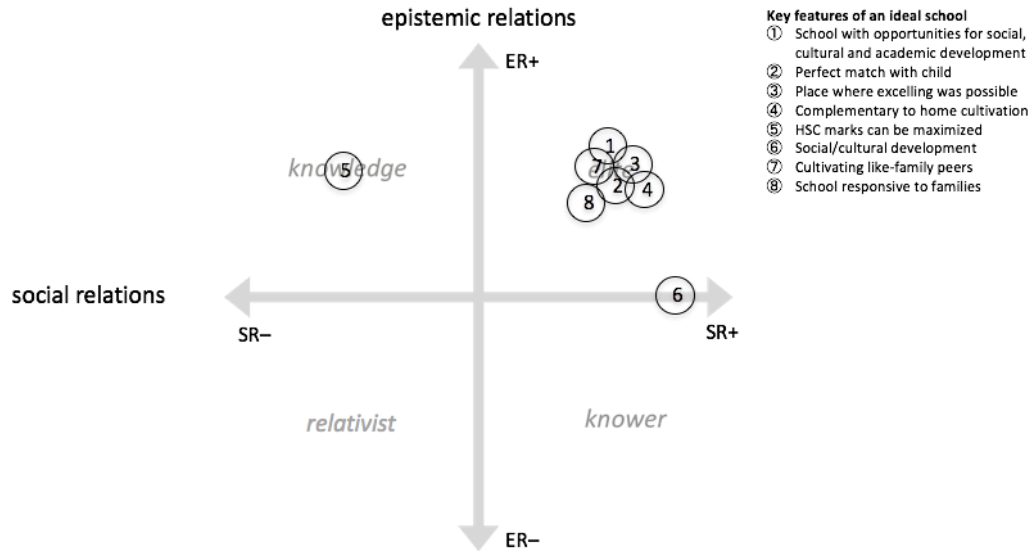 epistemic relations
ER+
Key features of an ideal school
① School with opportunities for social,
cultural and academic development
② Perfect match with child
③ Place where excelling was possible
④ Complementary to home cultivation
⑤ HSC marks can be maximized
⑥ Social/cultural development
⑦ Cultivating like-family peers
⑧ School responsive to families
knowledge
5
elite
1
7
3
2
4
8
social relations
6
SR–
SR+
relativist
knower
ER–